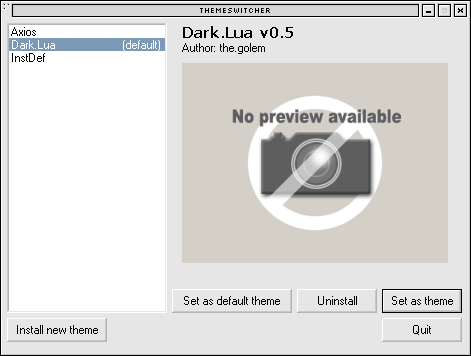 THEMESWITCHER
Axios
Dark.Lua (default)
InstDef
Dark.Lua v0.5
Author: the.golem
No preview available
Set as default theme
Uninstall
Set as theme
Install new theme
Quit